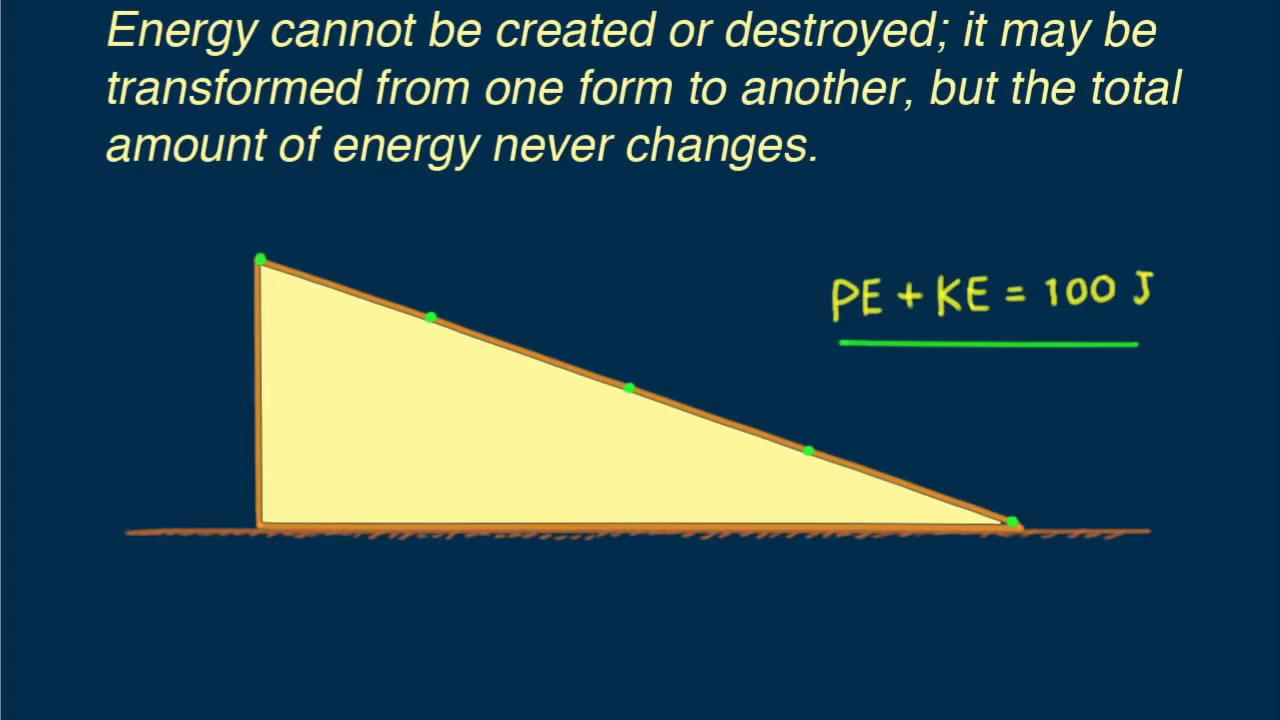 Energy cannot be created or destroyed; it may be
transformed from one form to another, but the total
amount of energy never changes.
PE + KE = 100 J